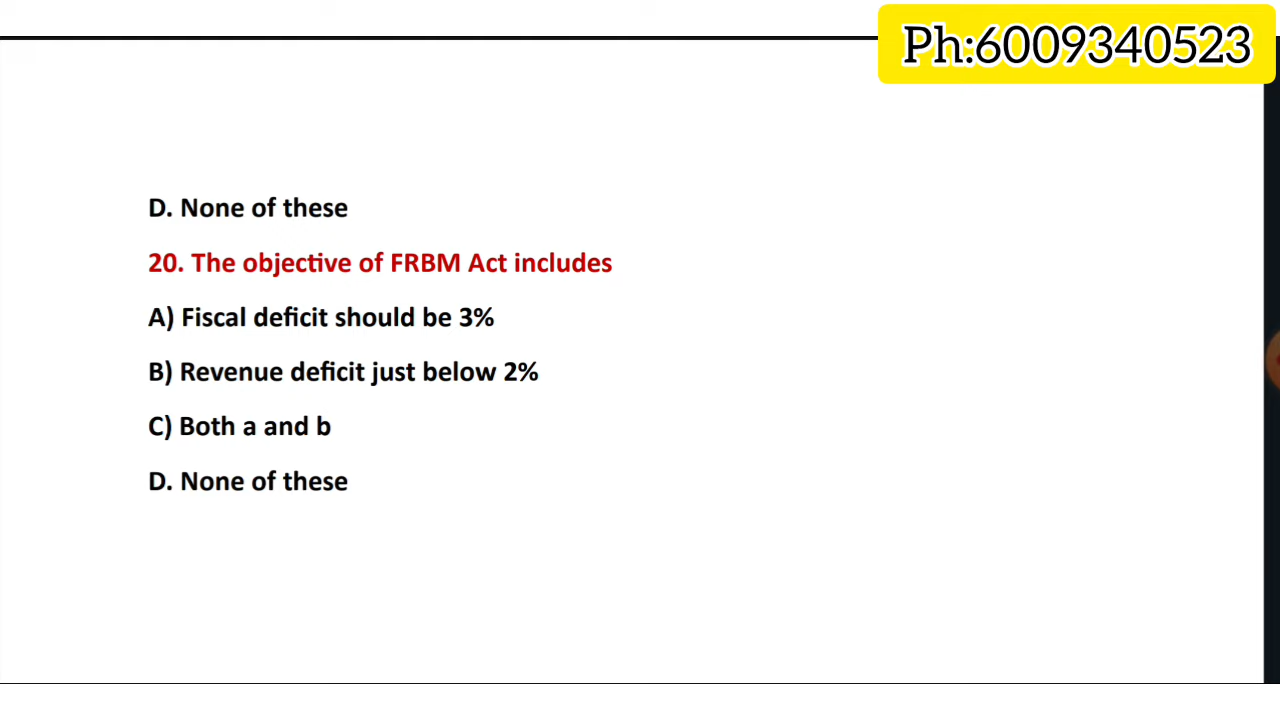 Ph:6009340523
D. None of these
20. The objective of FRBM Act includes
A) Fiscal deficit should be 3%
B) Revenue deficit just below 2%
C) Both a and b
D. None of these